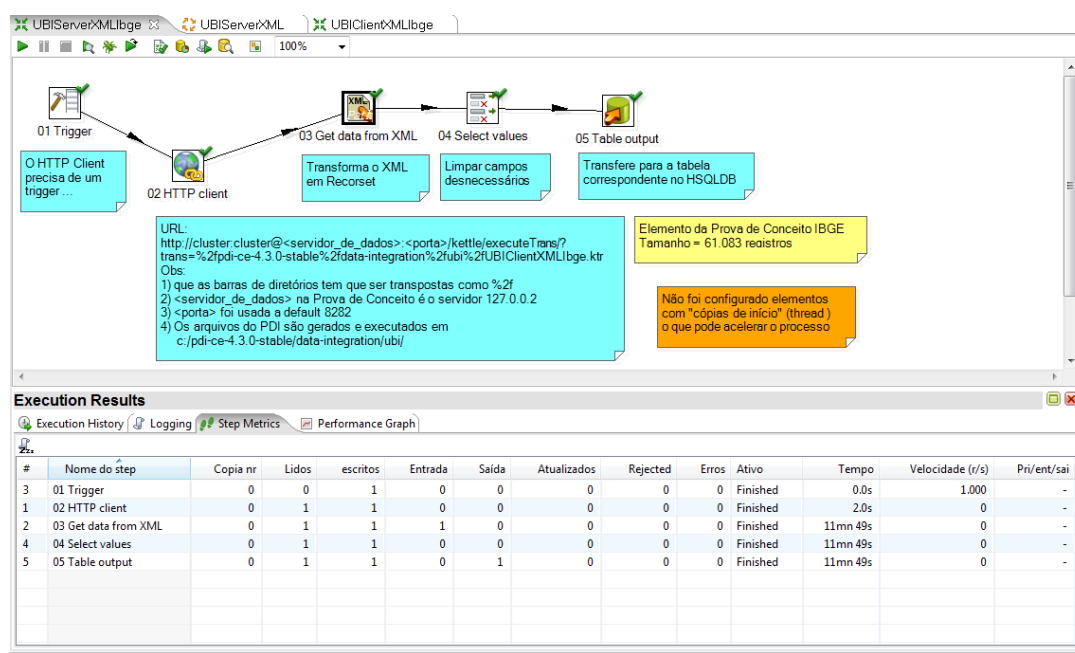 UBIServerXMLIbge
UBIServerXML
UBIClientXMLIbge
100%
01 Trigger
02 HTTP client
03 Get data from XML
04 Select values
05 Table output
O HTTP Client
precisa de um
trigger ...
Transforma o XML
em Recorset
Limpar campos
desnecessários
Transfere para a tabela
correspondente no HSQLDB
URL:
http://cluster:cluster@<servidor_de_dados>:<porta>/kettle/executeTrans/?
trans=%2fpdi-ce-4.3.0-stable%2fdata-integration%2fubi%2fUBIClientXMLIbge.ktr
Obs:
1) que as barras de diretórios tem que ser transpostas como %2f
2) <servidor_de_dados> na Prova de Conceito é o servidor 127.0.0.2
3) <porta> foi usada a default 8282
4) Os arquivos do PDI são gerados e executados em
c:/pdi-ce-4.3.0-stable/data-integration/ubi/
Elemento da Prova de Conceito IBGE
Tamanho = 61.083 registros
Não foi configurado elementos
com "cópias de início" (thread )
o que pode acelerar o processo
Execution Results
Execution History
Logging
Step Metrics
Performance Graph
# Nome do step Copia nr Lidos escritos Entrada Saída Atualizados Rejected Erros Ativo Tempo Velocidade (r/s) Pri/ent/sai
3 01 Trigger 0 0 1 0 0 0 0 0 Finished 0.0s 1.000 -
1 02 HTTP client 0 1 1 0 0 0 0 0 Finished 2.0s 0 -
2 03 Get data from XML 0 1 1 1 0 0 0 0 Finished 11mn 49s 0 -
4 04 Select values 0 1 1 0 0 0 0 0 Finished 11mn 49s 0 -
5 05 Table output 0 1 1 0 1 0 0 0 Finished 11mn 49s 0 -